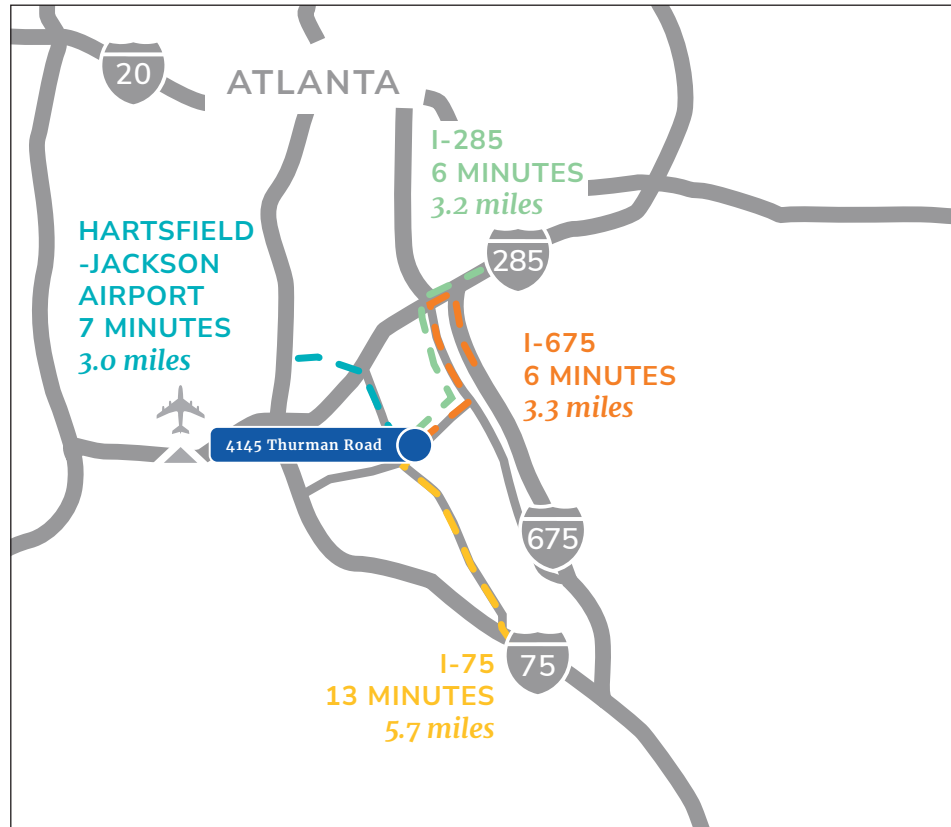 20
ATLANTA
I-285
6 MINUTES
3.2 miles
HARTSFIELD
-JACKSON
AIRPORT
7 MINUTES
3.0 miles
285
I-675
6 MINUTES
3.3 miles
4145 Thurman Road
675
I-75
13 MINUTES
5.7 miles
75